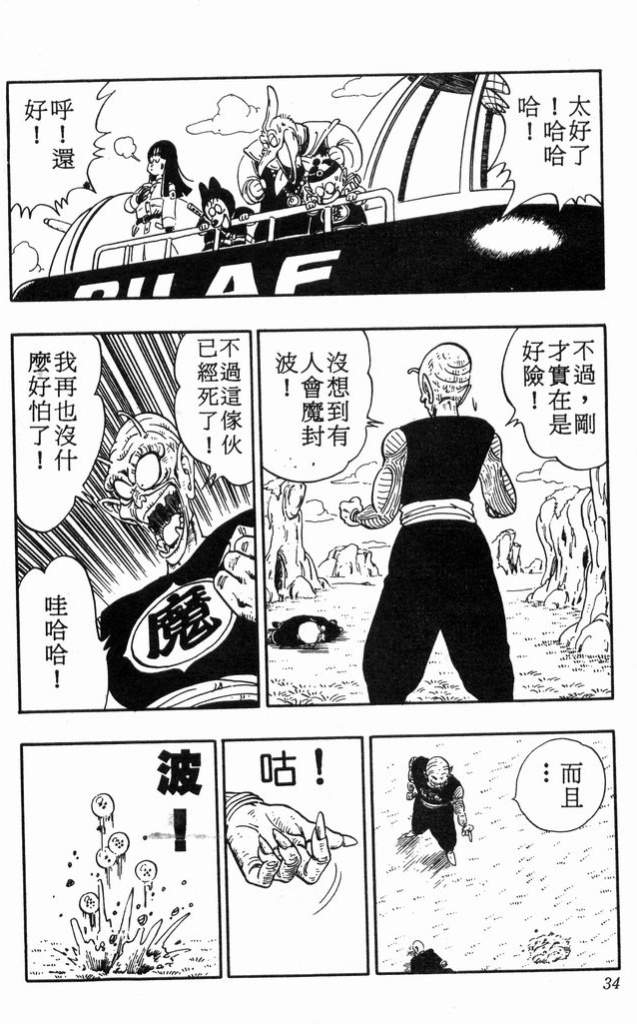 太好了
！哈哈
哈！
呼！還
好！
PILAF
不過，剛
才實在是
好險！
沒想到有
人會魔封
波！
不過這傢伙
已經死了！
我再也沒什
麼好怕了！
哇哈哈！
魔
而且
…
咕！
波！
34